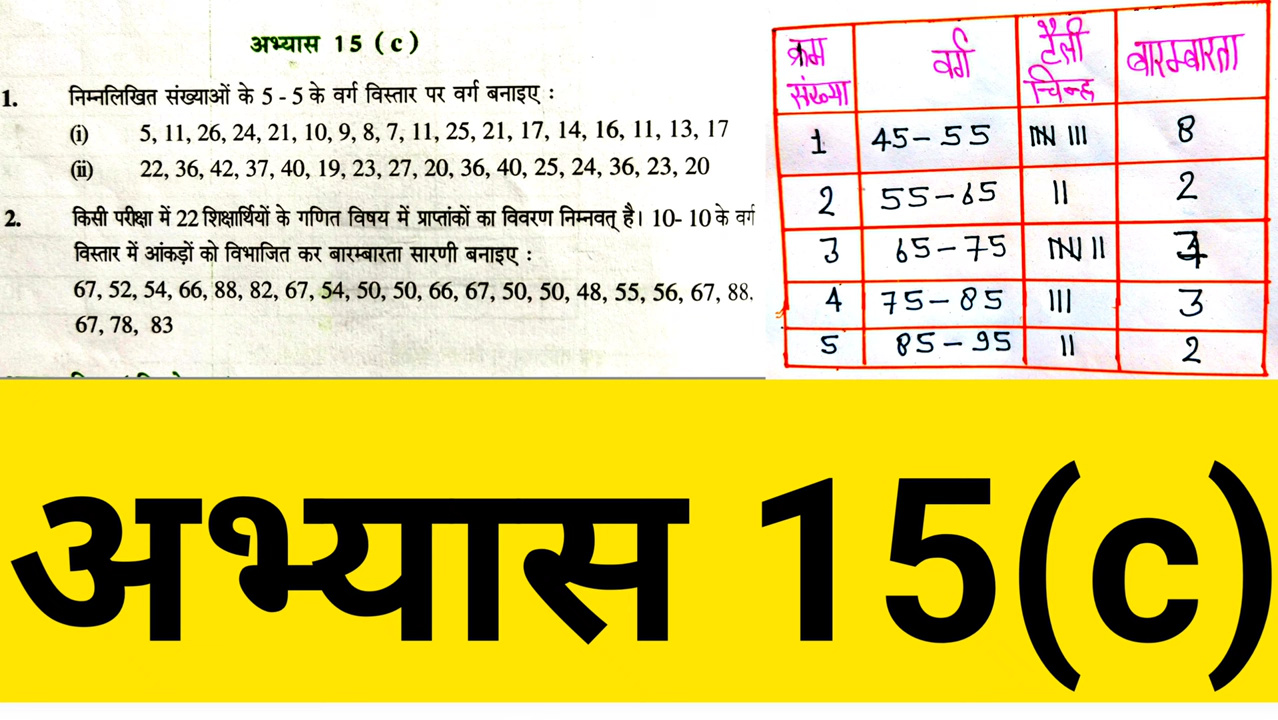 अभ्यास 15 (c)
1. निम्नलिखित संख्याओं के 5 - 5 के वर्ग विस्तार पर वर्ग बनाइए :
(i) 5, 11, 26, 24, 21, 10, 9, 8, 7, 11, 25, 21, 17, 14, 16, 11, 13, 17
(ii) 22, 36, 42, 37, 40, 19, 23, 27, 20, 36, 40, 25, 24, 36, 23, 20
2. किसी परीक्षा में 22 शिक्षार्थियों के गणित विषय में प्राप्तांकों का विवरण निम्नवत् है। 10- 10 के वर्ग
विस्तार में आंकड़ों को विभाजित कर बारम्बारता सारणी बनाइए :
67, 52, 54, 66, 88, 82, 67, 54, 50, 50, 66, 67, 50, 50, 48, 55, 56, 67, 88.
67, 78, 83
क्रम संख्या वर्ग टैली चिन्ह बारम्बारता
1 45-55 |||| ||| 8
2 55-65 || 2
3 65-75 |||| || 7
4 75-85 ||| 3
5 85-95 || 2
अभ्यास 15(c)